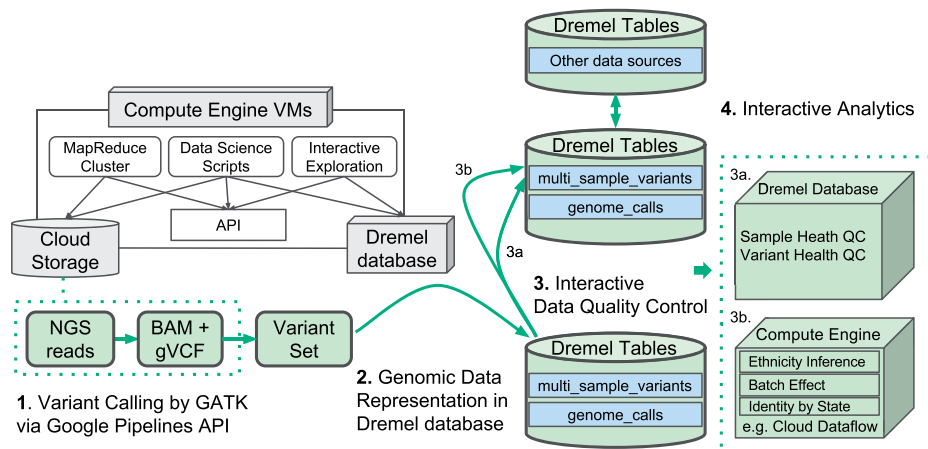 Compute Engine VMs
MapReduce
Cluster
Data Science
Scripts
Interactive
Exploration
API
Cloud
Storage
Dremel
database
NGS
reads
BAM +
gVCF
Variant
Set
1. Variant Calling by GATK
via Google Pipelines API
2. Genomic Data
Representation in
Dremel database
Dremel Tables
Other data sources
Dremel Tables
multi_sample_variants
genome_calls
3b
3a
3. Interactive
Data Quality Control
Dremel Tables
multi_sample_variants
genome_calls
4. Interactive Analytics
3a.
Dremel Database
Sample Heath QC
Variant Health QC
3b.
Compute Engine
Ethnicity Inference
Batch Effect
Identity by State
e.g. Cloud Dataflow